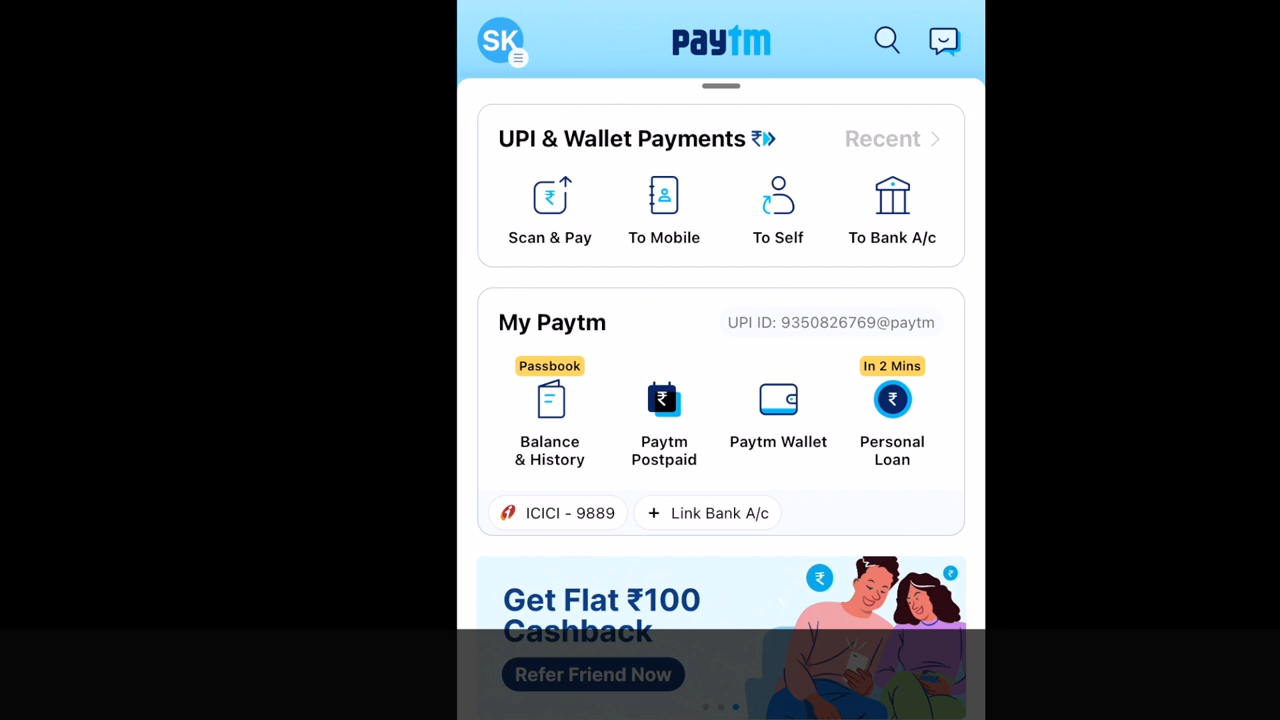 SK
paytm
UPI & Wallet Payments ₹
Recent
₹
Scan & Pay
To Mobile
To Self
To Bank A/c
My Paytm
UPI ID: 9350826769@paytm
Passbook
In 2 Mins
₹
₹
Balance
& History
Paytm
Postpaid
Paytm Wallet
Personal
Loan
ICICI - 9889
+ Link Bank A/c
Get Flat ₹100
Cashback
₹
₹
Refer Friend Now